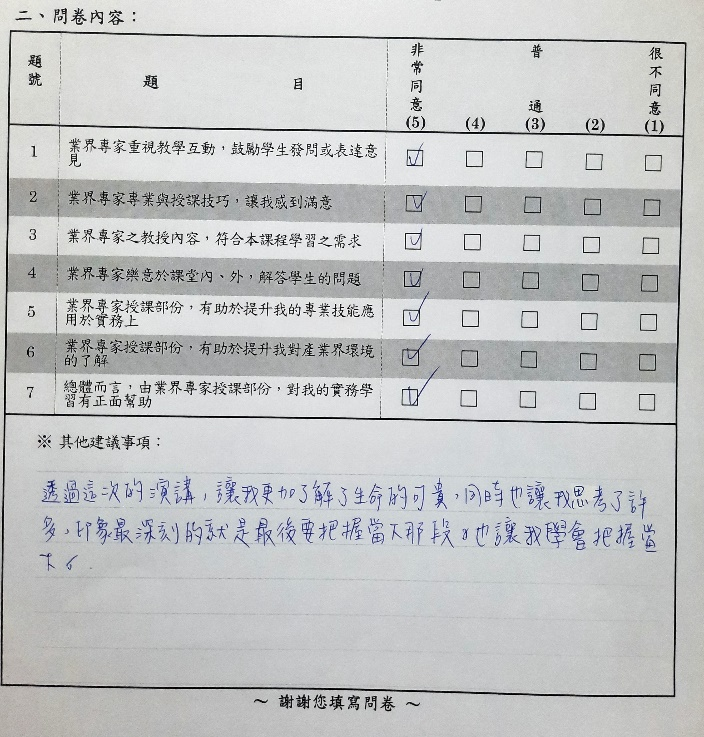 二、問卷內容：
題號 題目 非常同意(5) (4) 普通(3) (2) 很不同意(1)
1 業界專家重視教學互動，鼓勵學生發問或表達意
見
2 業界專家專業與授課技巧，讓我感到滿意
3 業界專家之教授內容，符合本課程學習之需求
4 業界專家樂意於課堂內、外，解答學生的問題
5 業界專家授課部份，有助於提升我的專業技能應
用於實務上
6 業界專家授課部份，有助於提升我對產業界環境
的了解
7 總體而言，由業界專家授課部份，對我的實務學
習有正面幫助
※ 其他建議事項：
透過這次的演講，讓我更加了解了生命的可貴，同時也讓我思考了許
多，印象最深刻的就是最後要把握當下那段。也讓我學會把握當
下。
～ 謝謝您填寫問卷 ～